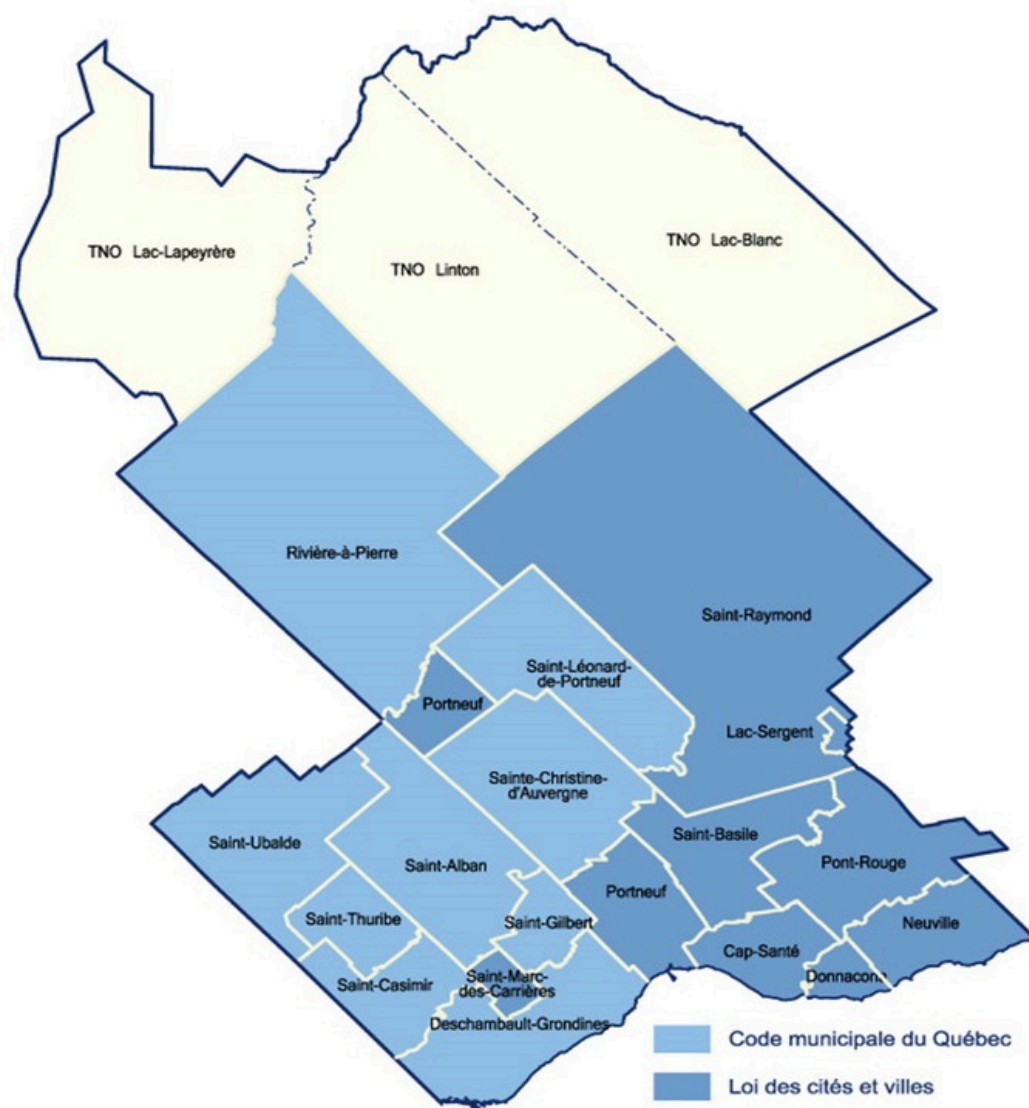 TNO Lac-Blanc
TNO Lac-Lapeyrère
TNO Linton
Rivière-à-Pierre
Saint-Raymond
Saint-Léonard-
de-Portneuf
Portneuf
Lac-Sergent
Sainte-Christine-
d'Auvergne
Saint-Basile
Saint-Ubalde
Saint-Alban
Pont-Rouge
Portneuf
Saint-Thuribe
Saint-Gilbert
Neuville
Cap-Santé
Donnacona
Saint-Casimir
Saint-Marc-
des-Carrières
Deschambault-Grondines
Code municipale du Québec
Loi des cités et villes